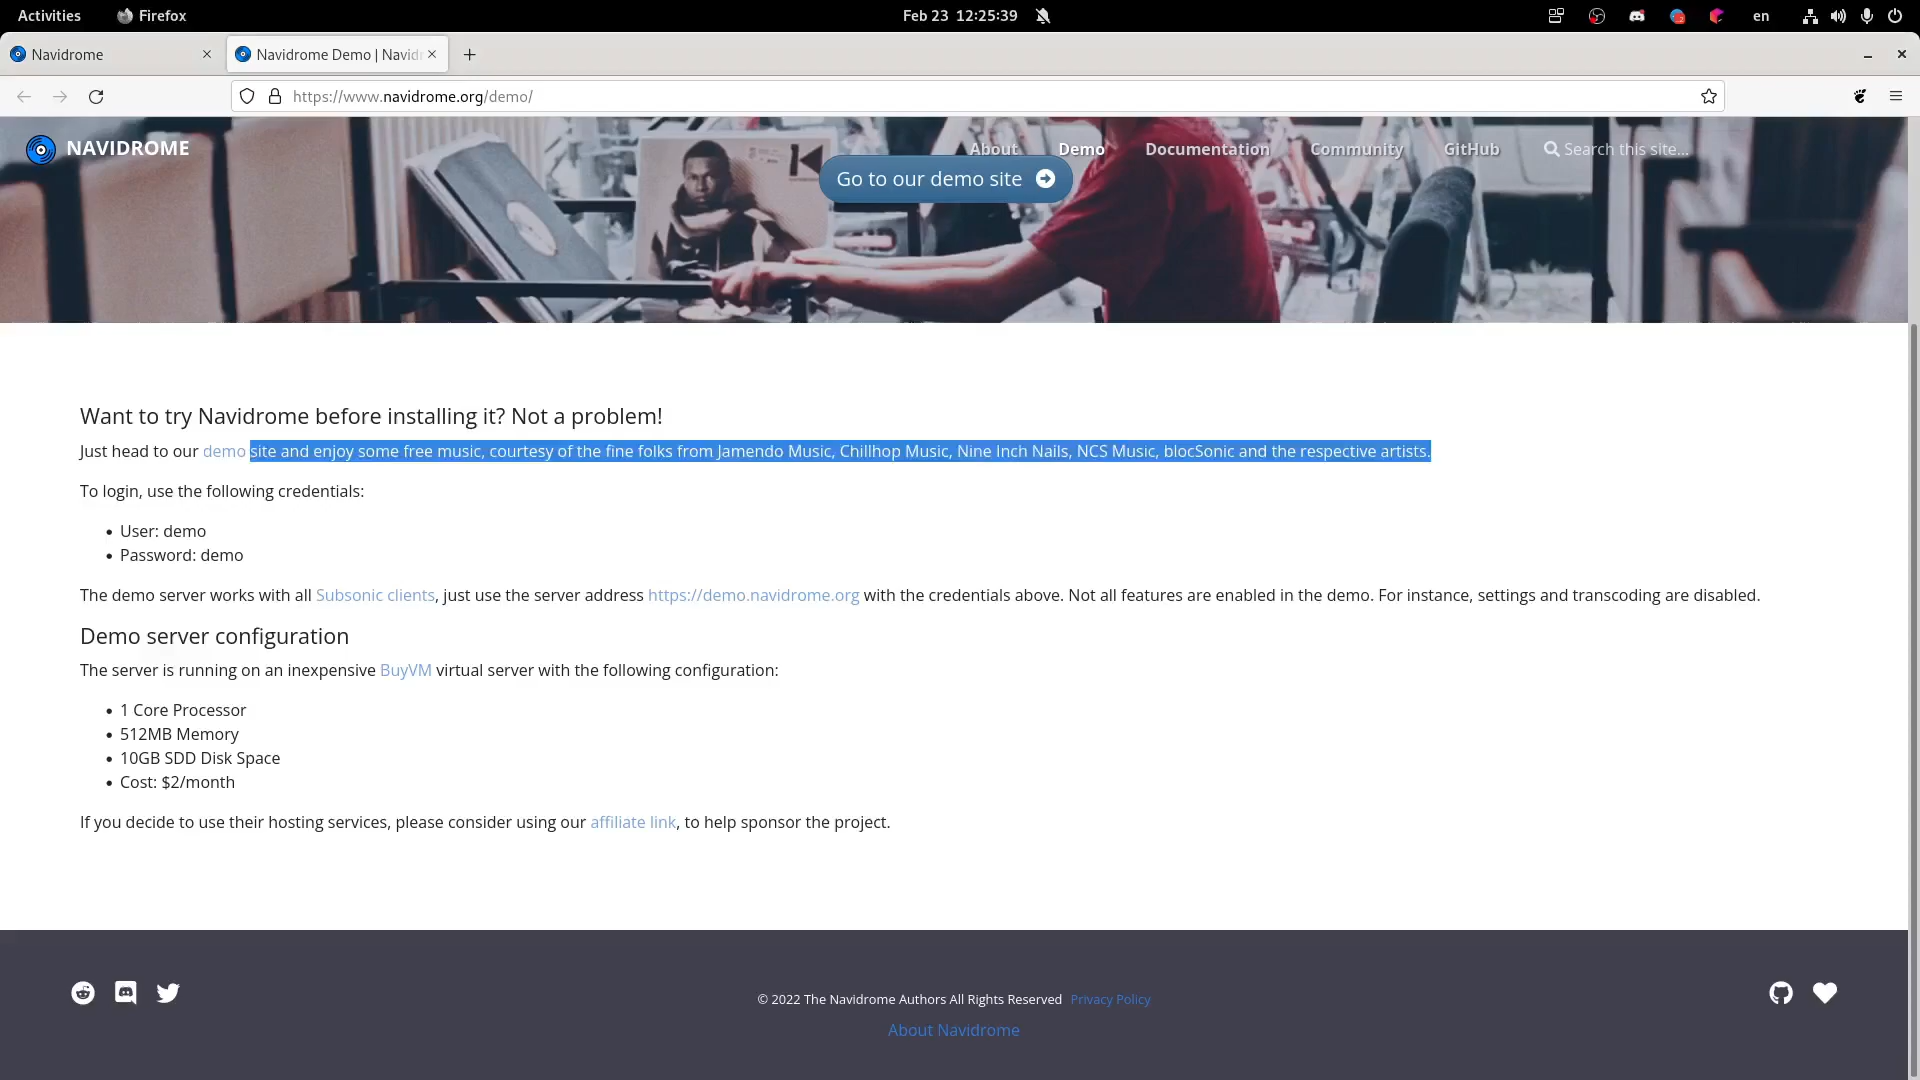 Activities Firefox Feb 23 12:25:39 en
Navidrome
Navidrome Demo | Navid
https://www.navidrome.org/demo/
NAVIDROME
About Demo Documentation Community GitHub Search this site...
Go to our demo site
Want to try Navidrome before installing it? Not a problem!
Just head to our demo site and enjoy some free music, courtesy of the fine folks from Jamendo Music, Chillhop Music, Nine Inch Nails, NCS Music, blocSonic and the respective artists.
To login, use the following credentials:
• User: demo
• Password: demo
The demo server works with all Subsonic clients, just use the server address https://demo.navidrome.org with the credentials above. Not all features are enabled in the demo. For instance, settings and transcoding are disabled.
Demo server configuration
The server is running on an inexpensive BuyVM virtual server with the following configuration:
• 1 Core Processor
• 512MB Memory
• 10GB SDD Disk Space
• Cost: $2/month
If you decide to use their hosting services, please consider using our affiliate link, to help sponsor the project.
© 2022 The Navidrome Authors All Rights Reserved Privacy Policy
About Navidrome